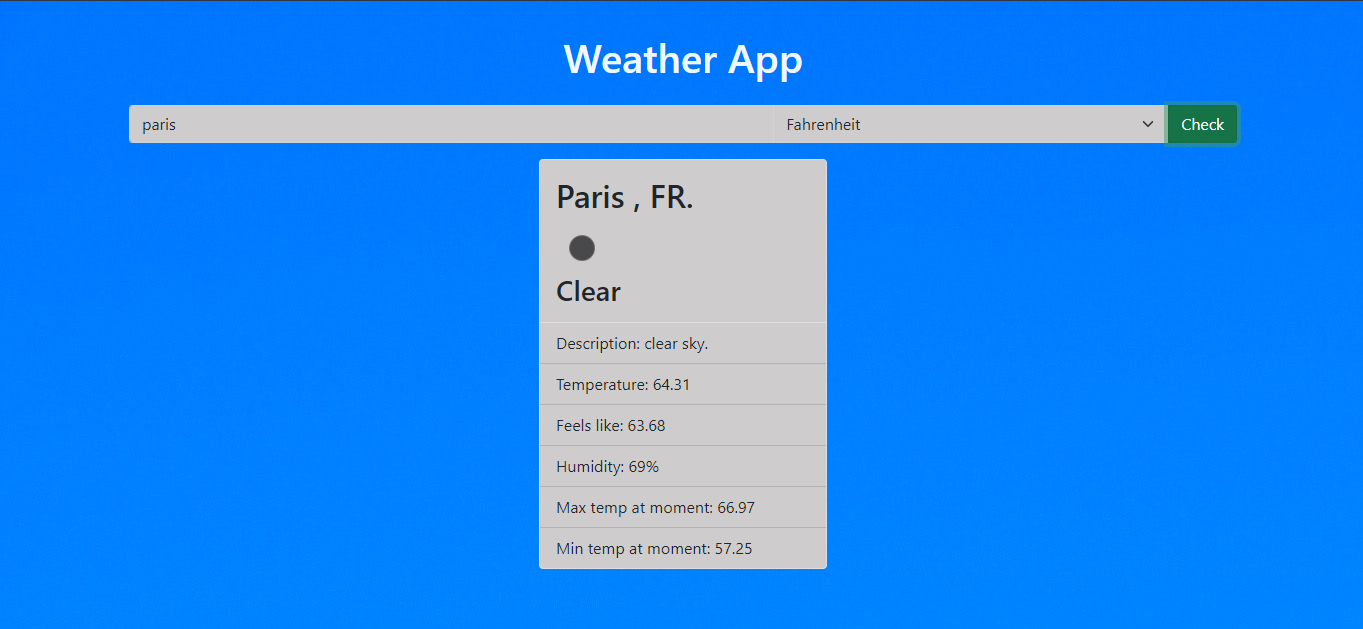 Weather App
paris Fahrenheit Check
Paris , FR.
Clear
Description: clear sky.
Temperature: 64.31
Feels like: 63.68
Humidity: 69%
Max temp at moment: 66.97
Min temp at moment: 57.25